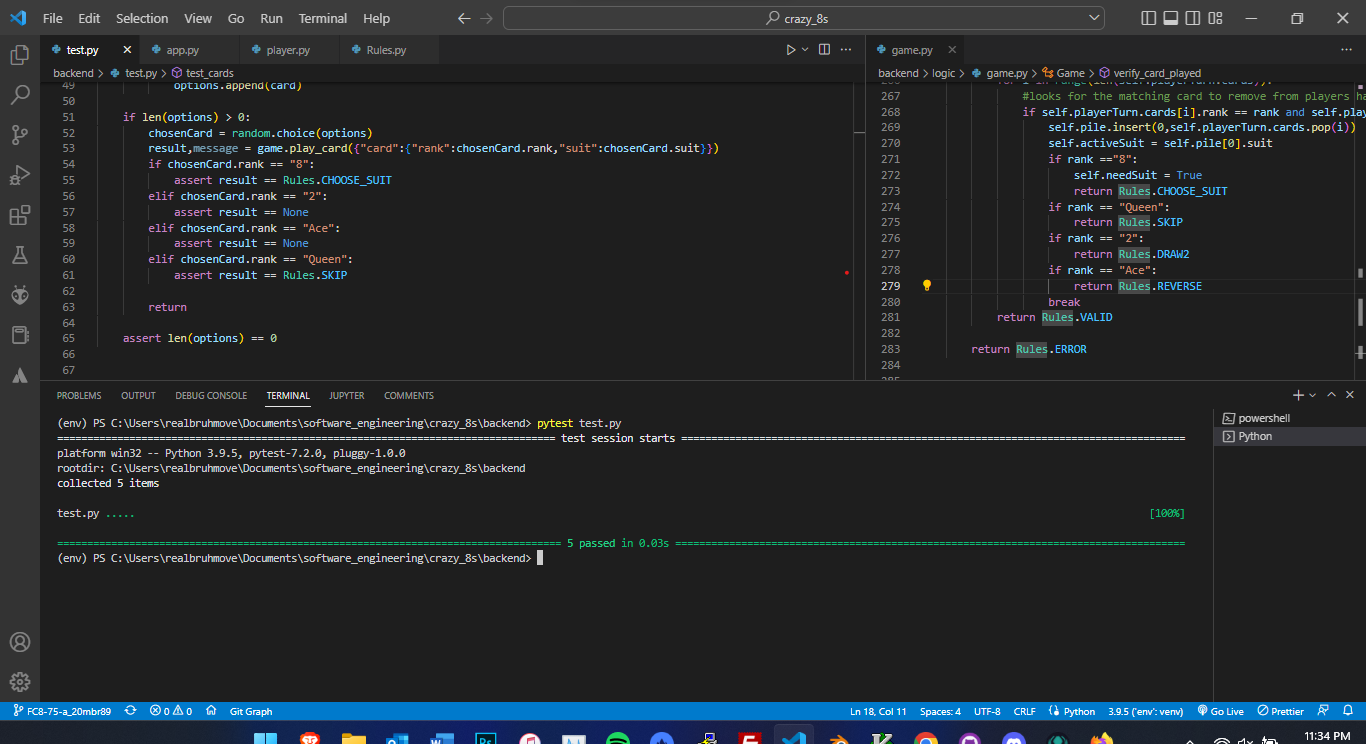 File Edit Selection View Go Run Terminal Help
crazy_8s
test.py app.py player.py Rules.py
backend > test.py > test_cards
49 options.append(card)
50
51 if len(options) > 0:
52 chosenCard = random.choice(options)
53 result,message = game.play_card({"card":{"rank":chosenCard.rank,"suit":chosenCard.suit}})
54 if chosenCard.rank == "8":
55 assert result == Rules.CHOOSE_SUIT
56 elif chosenCard.rank == "2":
57 assert result == None
58 elif chosenCard.rank == "Ace":
59 assert result == None
60 elif chosenCard.rank == "Queen":
61 assert result == Rules.SKIP
62
63 return
64
65 assert len(options) == 0
66
67
game.py
backend > logic > game.py > Game > verify_card_played
267 #looks for the matching card to remove from players ha
268 if self.playerTurn.cards[i].rank == rank and self.play
269 self.pile.insert(0,self.playerTurn.cards.pop(i))
270 self.activeSuit = self.pile[0].suit
271 if rank =="8":
272 self.needSuit = True
273 return Rules.CHOOSE_SUIT
274 if rank == "Queen":
275 return Rules.SKIP
276 if rank == "2":
277 return Rules.DRAW2
278 if rank == "Ace":
279 return Rules.REVERSE
280 break
281 return Rules.VALID
282
283 return Rules.ERROR
284
PROBLEMS OUTPUT DEBUG CONSOLE TERMINAL JUPYTER COMMENTS
(env) PS C:\Users\realbruhmove\Documents\software_engineering\crazy_8s\backend> pytest test.py
test session starts
platform win32 -- Python 3.9.5, pytest-7.2.0, pluggy-1.0.0
rootdir: C:\Users\realbruhmove\Documents\software_engineering\crazy_8s\backend
collected 5 items
test.py ..... [100%]
5 passed in 0.03s
(env) PS C:\Users\realbruhmove\Documents\software_engineering\crazy_8s\backend>
powershell
Python
FC8-75-a_20mbr89 0 0 Git Graph Ln 18, Col 11 Spaces: 4 UTF-8 CRLF Python 3.9.5 ('env': venv) Go Live Prettier
11:34 PM